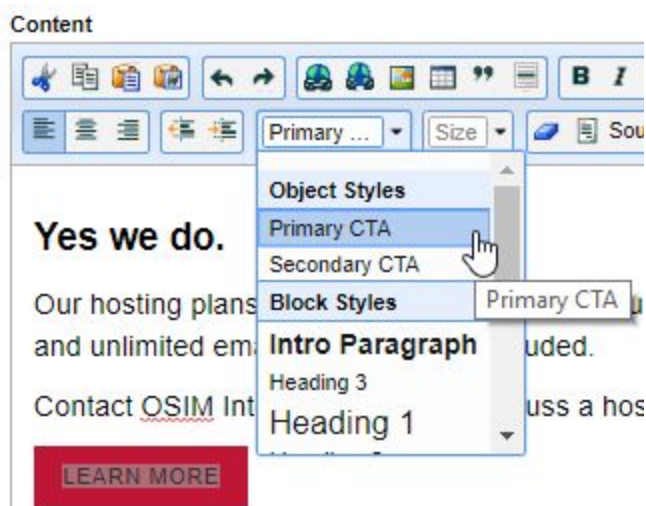 Content
B I
Primary ...
Size
Sou
Object Styles
Primary CTA
Secondary CTA
Block Styles
Primary CTA
Intro Paragraph
Heading 3
Heading 1
Yes we do.
Our hosting plans
and unlimited ema uded.
Contact OSIM Int uss a hos
LEARN MORE